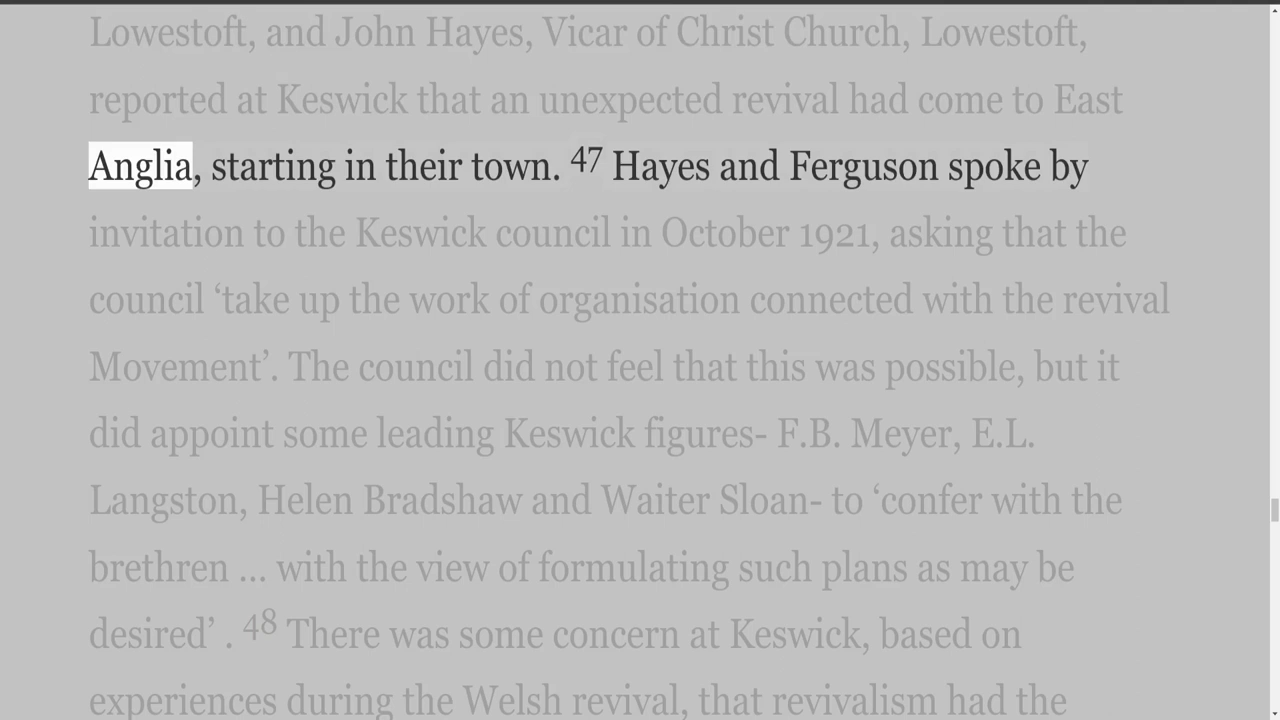 Lowestoft, and John Hayes, Vicar of Christ Church, Lowestoft,
reported at Keswick that an unexpected revival had come to East
Anglia, starting in their town. 47 Hayes and Ferguson spoke by
invitation to the Keswick council in October 1921, asking that the
council ‘take up the work of organisation connected with the revival
Movement’. The council did not feel that this was possible, but it
did appoint some leading Keswick figures- F.B. Meyer, E.L.
Langston, Helen Bradshaw and Waiter Sloan- to ‘confer with the
brethren ... with the view of formulating such plans as may be
desired’ . 48 There was some concern at Keswick, based on
experiences during the Welsh revival, that revivalism had the